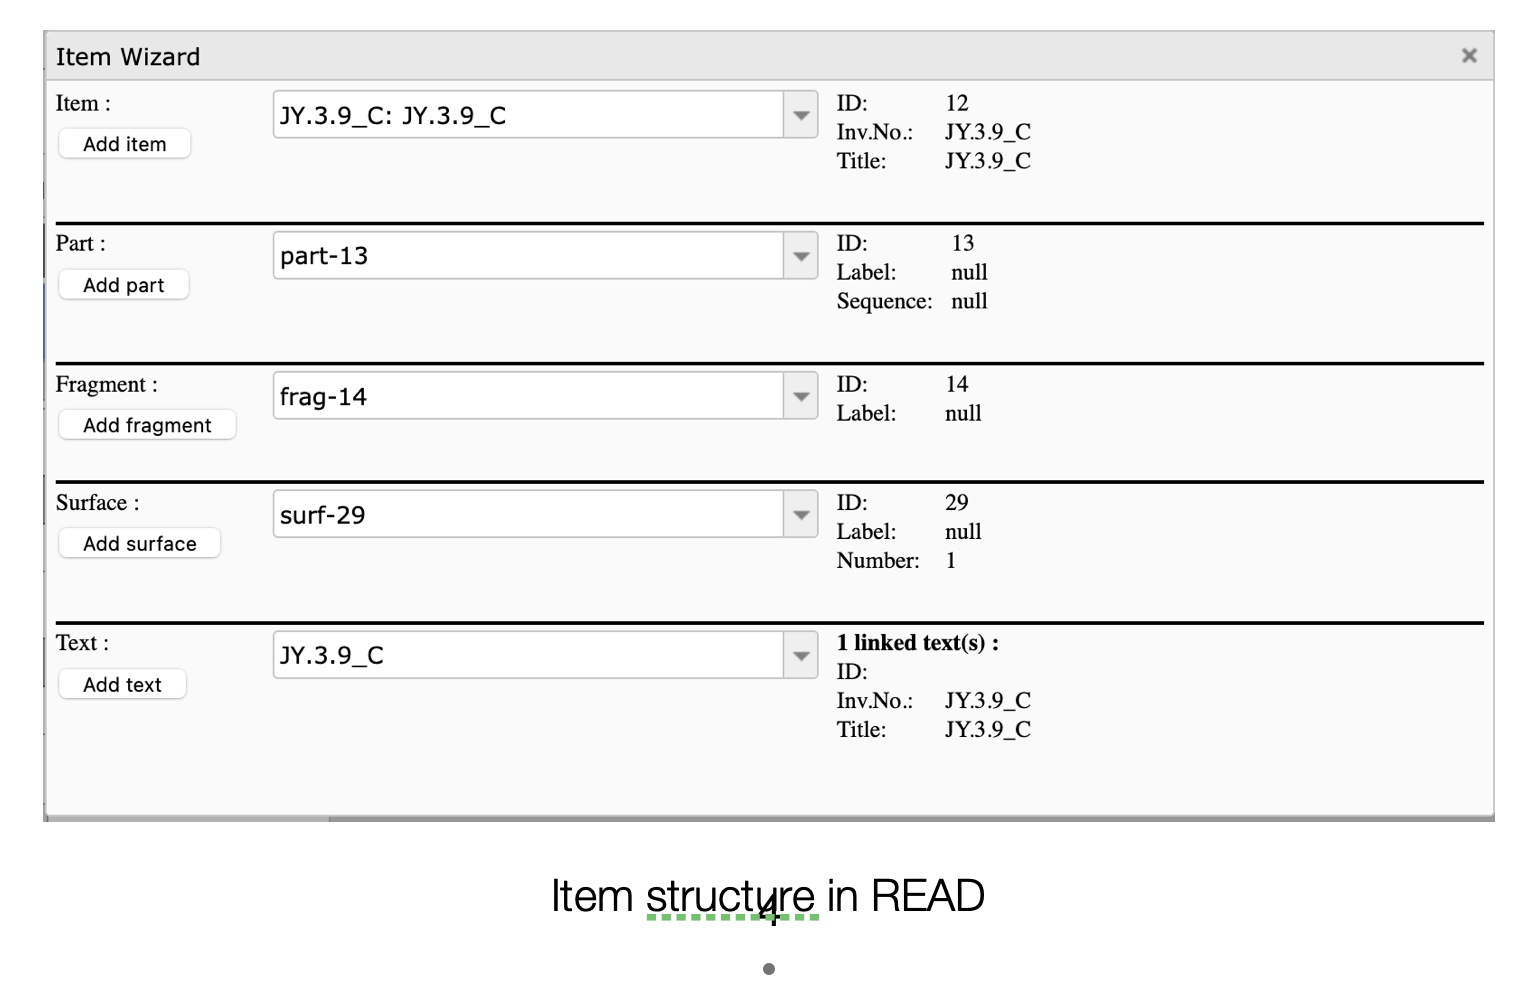 Item Wizard ×
Item : JY.3.9_C: JY.3.9_C ID: 12
Add item Inv.No.: JY.3.9_C
Title: JY.3.9_C
Part : part-13 ID: 13
Add part Label: null
Sequence: null
Fragment : frag-14 ID: 14
Add fragment Label: null
Surface : surf-29 ID: 29
Add surface Label: null
Number: 1
Text : JY.3.9_C 1 linked text(s) :
Add text ID:
Inv.No.: JY.3.9_C
Title: JY.3.9_C
Item structure in READ
4